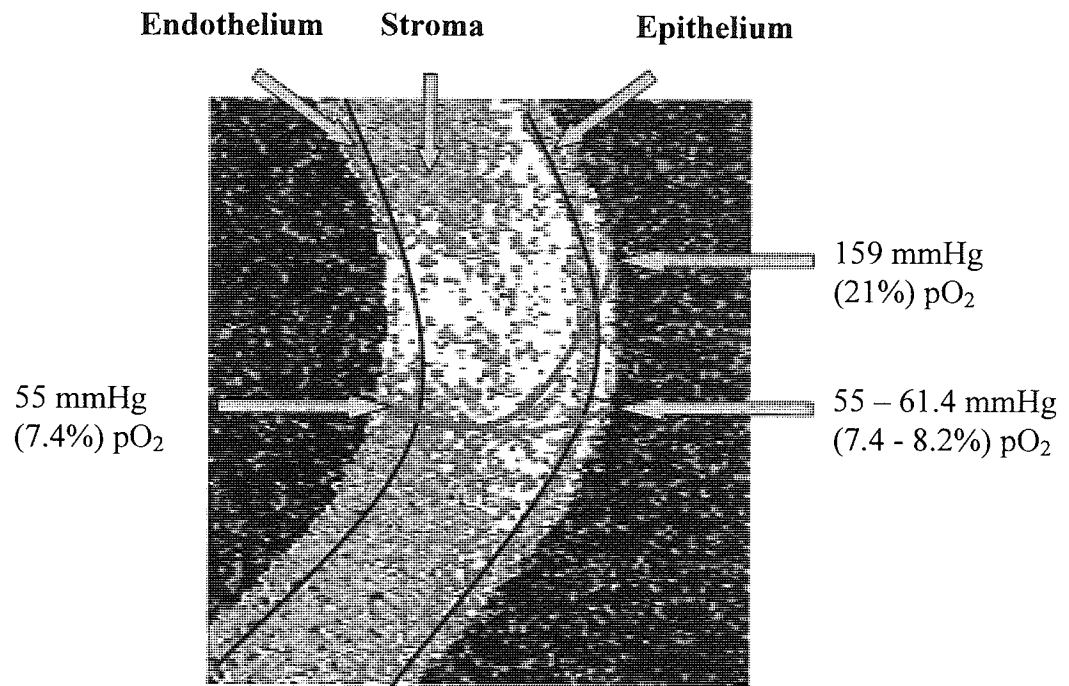 Endothelium Stroma Epithelium
159 mmHg
(21%) pO₂
55 mmHg
(7.4%) pO₂
55 – 61.4 mmHg
(7.4 - 8.2%) pO₂